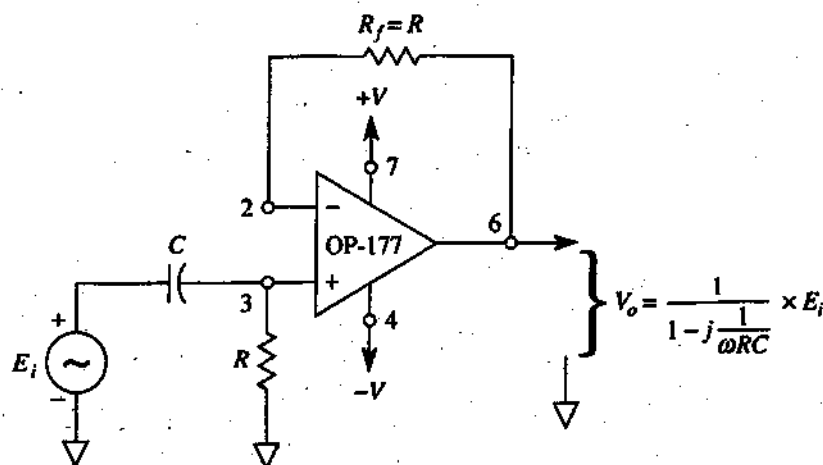 R_f = R
+V
7
2
−
6
OP-177
C
3
+
4
+
E_i
−
R
−V
V_o = 1 / (1 − j 1/ωRC) × E_i